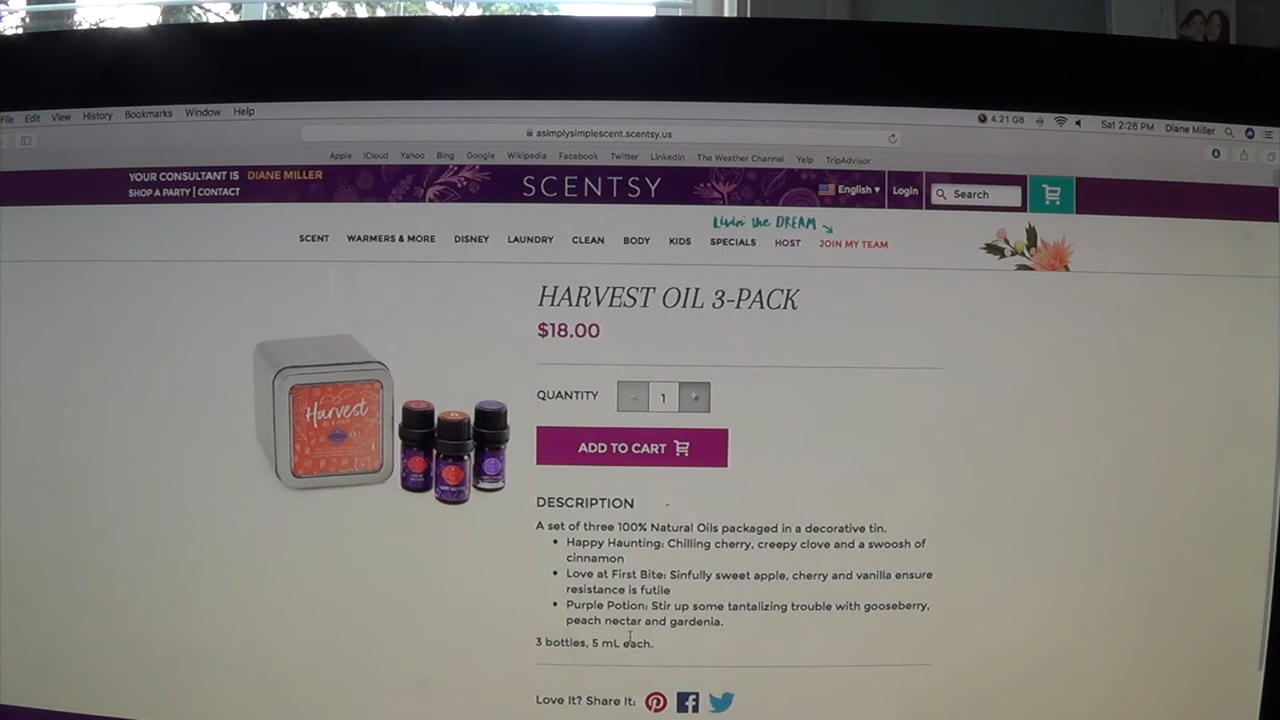 File Edit View History Bookmarks Window Help
4.21 GB Sat 2:26 PM Diane Miller
asimplysimplescent.scentsy.us
Apple iCloud Yahoo Bing Google Wikipedia Facebook Twitter LinkedIn The Weather Channel Yelp TripAdvisor
YOUR CONSULTANT IS DIANE MILLER
SHOP A PARTY | CONTACT
SCENTSY
English Login Search
Livin' the DREAM
SCENT WARMERS & MORE DISNEY LAUNDRY CLEAN BODY KIDS SPECIALS HOST JOIN MY TEAM
HARVEST OIL 3-PACK
$18.00
QUANTITY - 1 +
Harvest
ADD TO CART
DESCRIPTION
A set of three 100% Natural Oils packaged in a decorative tin.
• Happy Haunting: Chilling cherry, creepy clove and a swoosh of
cinnamon
• Love at First Bite: Sinfully sweet apple, cherry and vanilla ensure
resistance is futile
• Purple Potion: Stir up some tantalizing trouble with gooseberry,
peach nectar and gardenia.
3 bottles, 5 mL each.
Love It? Share It: